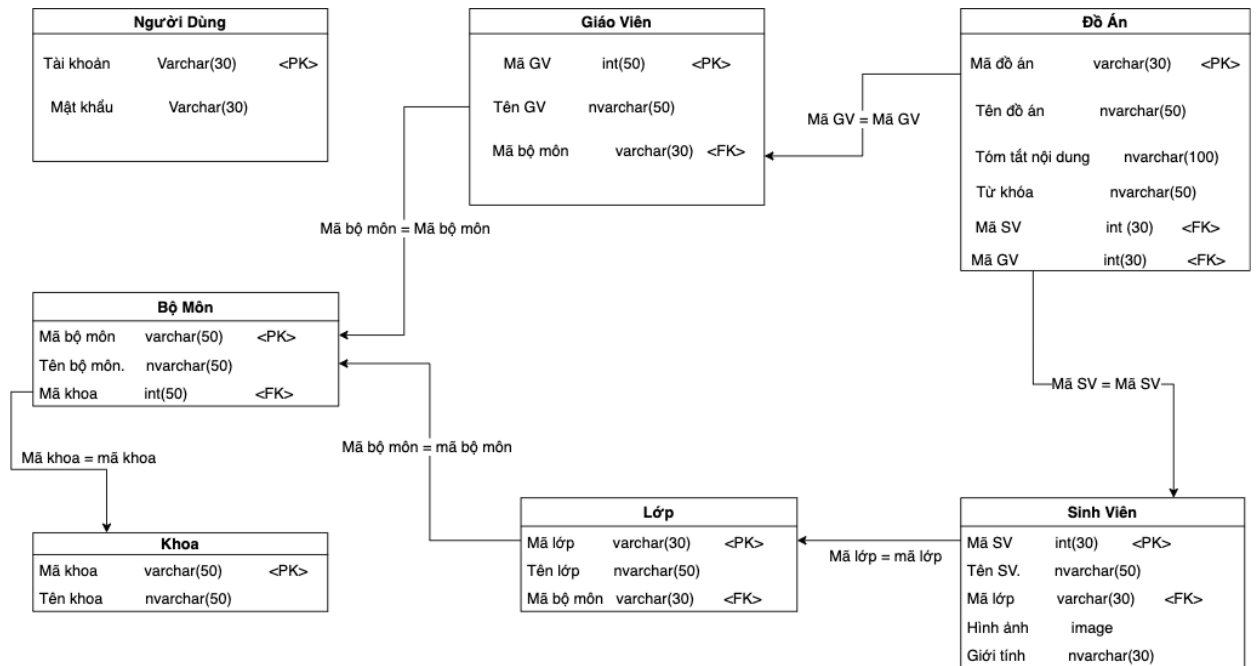 Người Dùng
Tài khoản Varchar(30) <PK>
Mật khẩu Varchar(30)
Giáo Viên
Mã GV int(50) <PK>
Tên GV nvarchar(50)
Mã bộ môn varchar(30) <FK>
Đồ Án
Mã đồ án varchar(30) <PK>
Tên đồ án nvarchar(50)
Tóm tắt nội dung nvarchar(100)
Từ khóa nvarchar(50)
Mã SV int (30) <FK>
Mã GV int(30) <FK>
Mã GV = Mã GV
Mã bộ môn = Mã bộ môn
Bộ Môn
Mã bộ môn varchar(50) <PK>
Tên bộ môn. nvarchar(50)
Mã khoa int(50) <FK>
Mã SV = Mã SV
Mã bộ môn = mã bộ môn
Mã khoa = mã khoa
Khoa
Mã khoa varchar(50) <PK>
Tên khoa nvarchar(50)
Lớp
Mã lớp varchar(30) <PK>
Tên lớp nvarchar(50)
Mã bộ môn varchar(30) <FK>
Mã lớp = mã lớp
Sinh Viên
Mã SV int(30) <PK>
Tên SV. nvarchar(50)
Mã lớp varchar(30) <FK>
Hình ảnh image
Giới tính nvarchar(30)